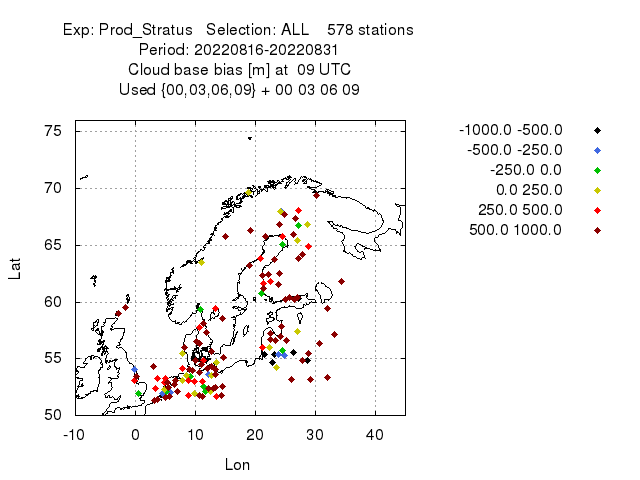 Exp: Prod_Stratus   Selection: ALL    578 stations
Period: 20220816-20220831
Cloud base bias [m] at  09 UTC
Used {00,03,06,09} + 00 03 06 09
-1000.0 -500.0
-500.0 -250.0
-250.0 0.0
0.0 250.0
250.0 500.0
500.0 1000.0
75
70
65
60
55
50
Lat
-10 0 10 20 30 40
Lon